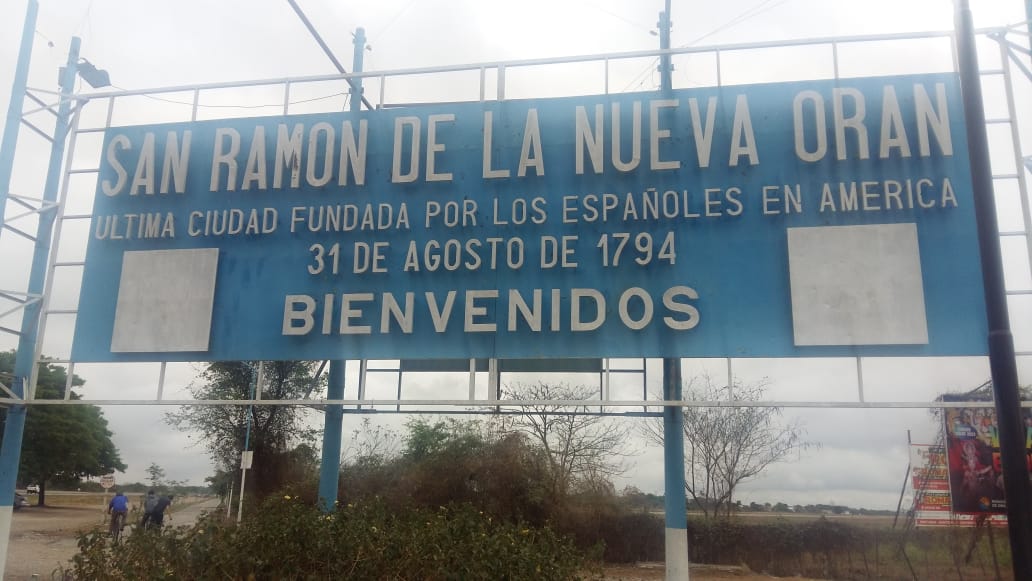 SAN RAMON DE LA NUEVA ORAN
ULTIMA CIUDAD FUNDADA POR LOS ESPAÑOLES EN AMERICA
31 DE AGOSTO DE 1794
BIENVENIDOS